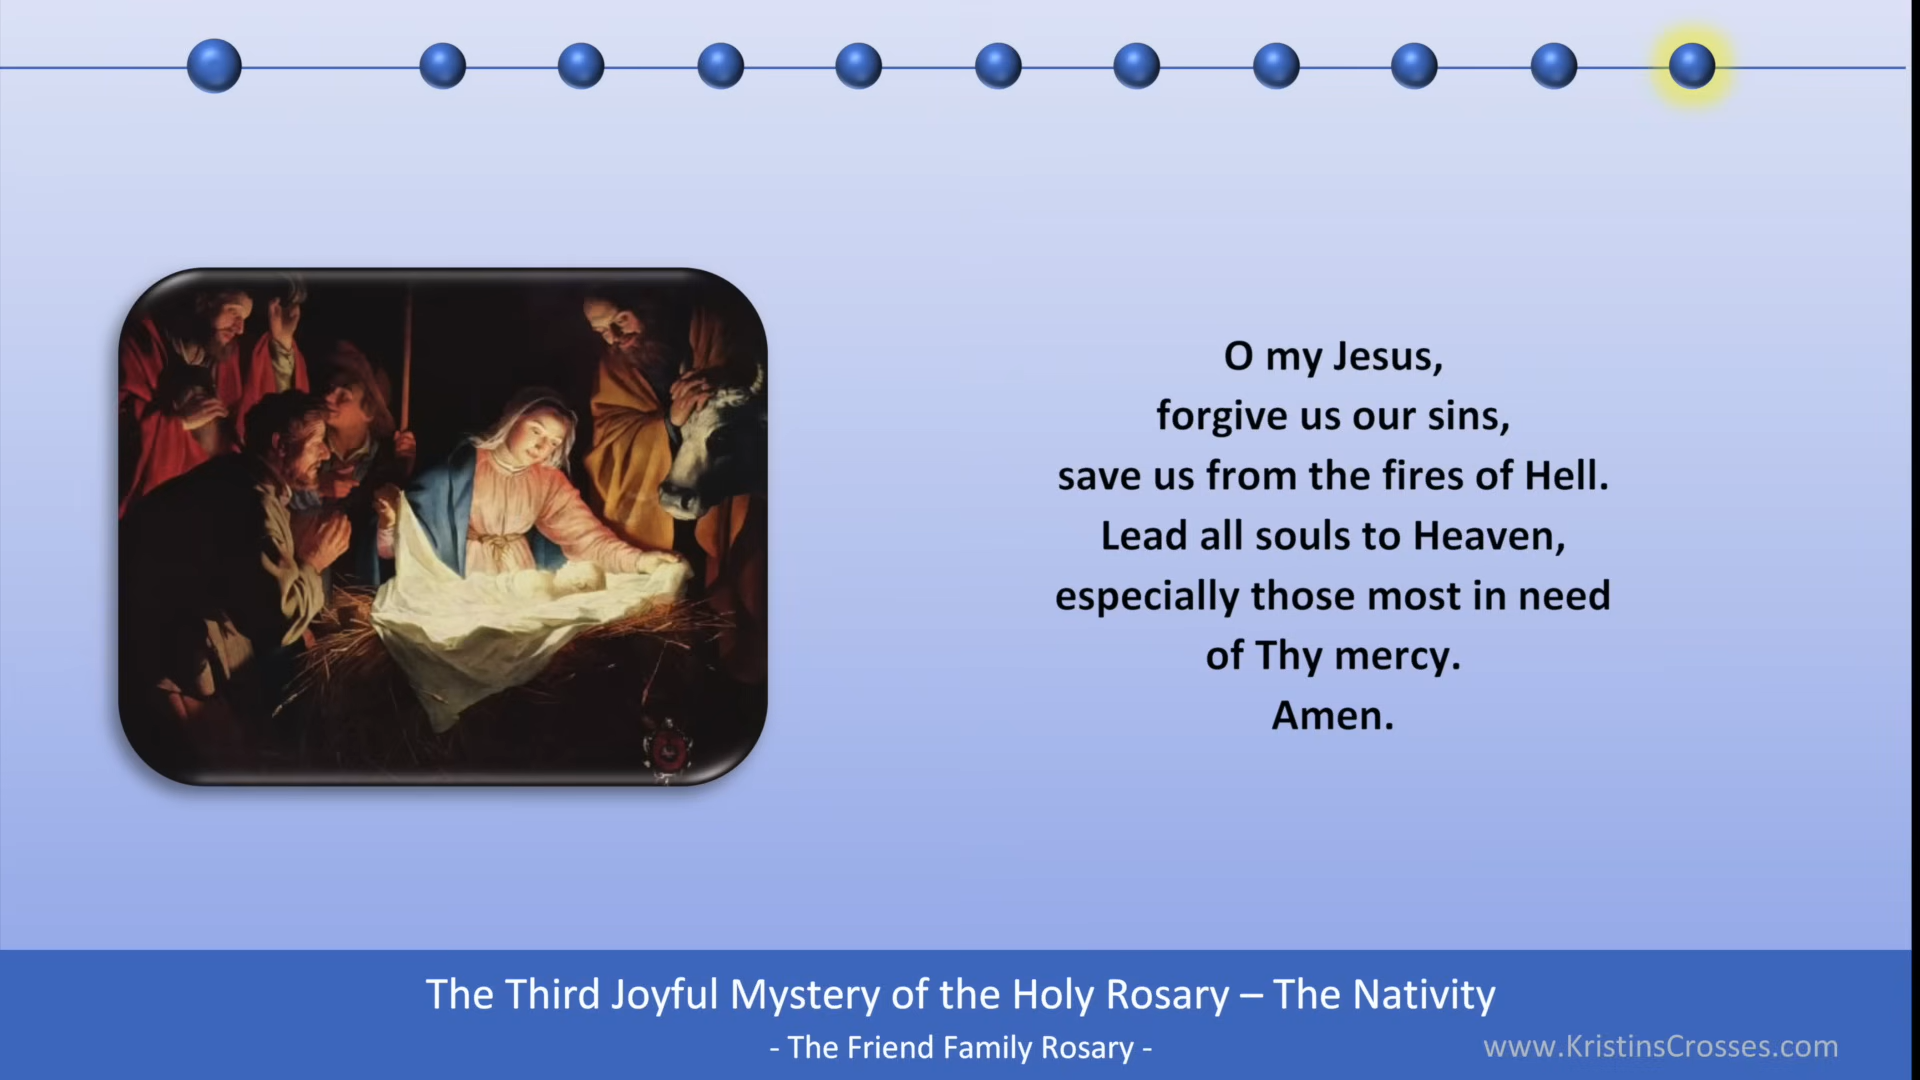 O my Jesus,
forgive us our sins,
save us from the fires of Hell.
Lead all souls to Heaven,
especially those most in need
of Thy mercy.
Amen.
The Third Joyful Mystery of the Holy Rosary – The Nativity
- The Friend Family Rosary -
www.KristinsCrosses.com